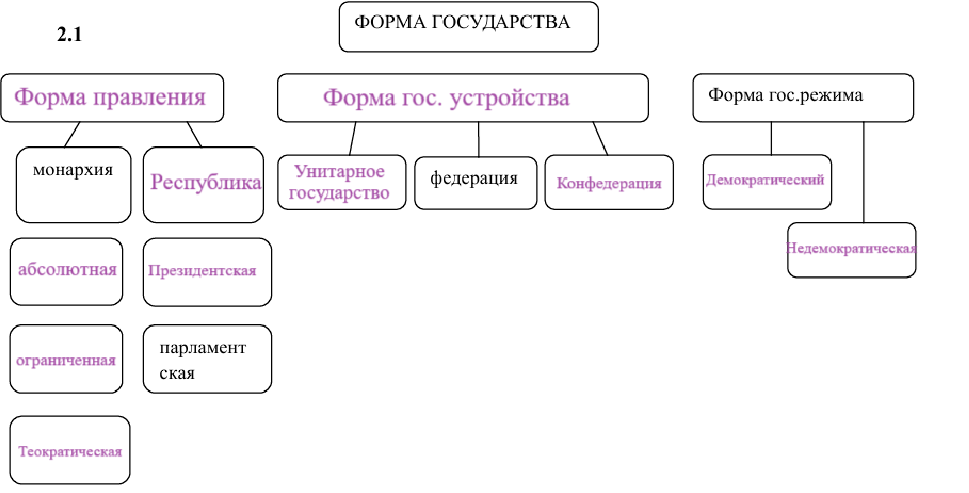 2.1
ФОРМА ГОСУДАРСТВА
Форма правления
Форма гос. устройства
Форма гос.режима
монархия
Республика
Унитарное
государство
федерация
Конфедерация
Демократический
Недемократическая
абсолютная
Президентская
ограниченная
парламент
ская
Теократическая